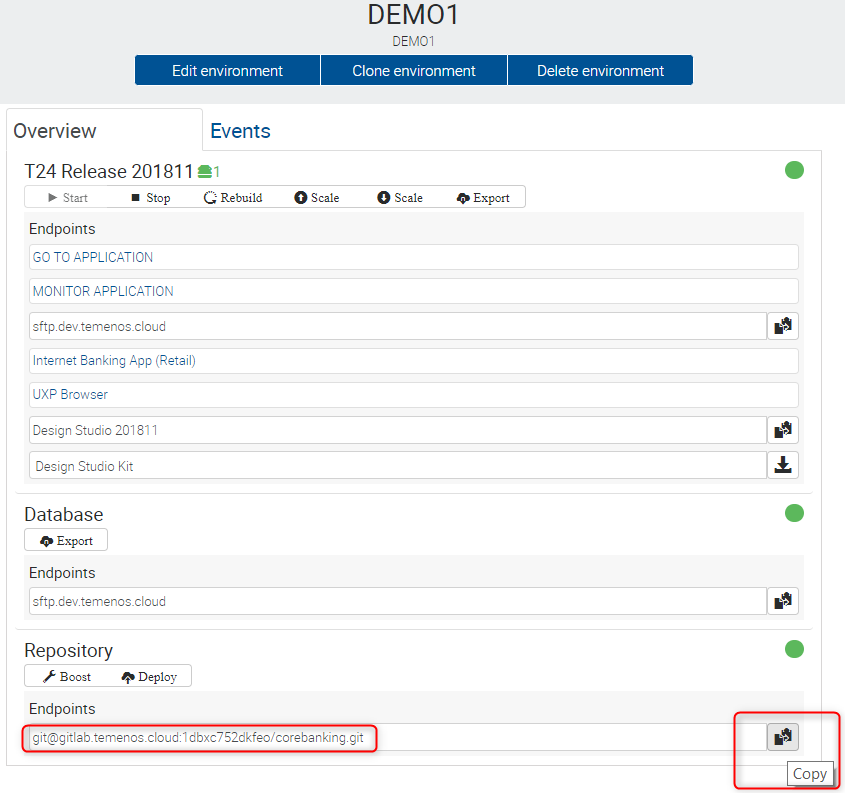 DEMO1
DEMO1
Edit environment Clone environment Delete environment
Overview Events
T24 Release 201811 1
Start Stop Rebuild Scale Scale Export
Endpoints
GO TO APPLICATION
MONITOR APPLICATION
sftp.dev.temenos.cloud
Internet Banking App (Retail)
UXP Browser
Design Studio 201811
Design Studio Kit
Database
Export
Endpoints
sftp.dev.temenos.cloud
Repository
Boost Deploy
Endpoints
git@gitlab.temenos.cloud:1dbxc752dkfeo/corebanking.git
Copy